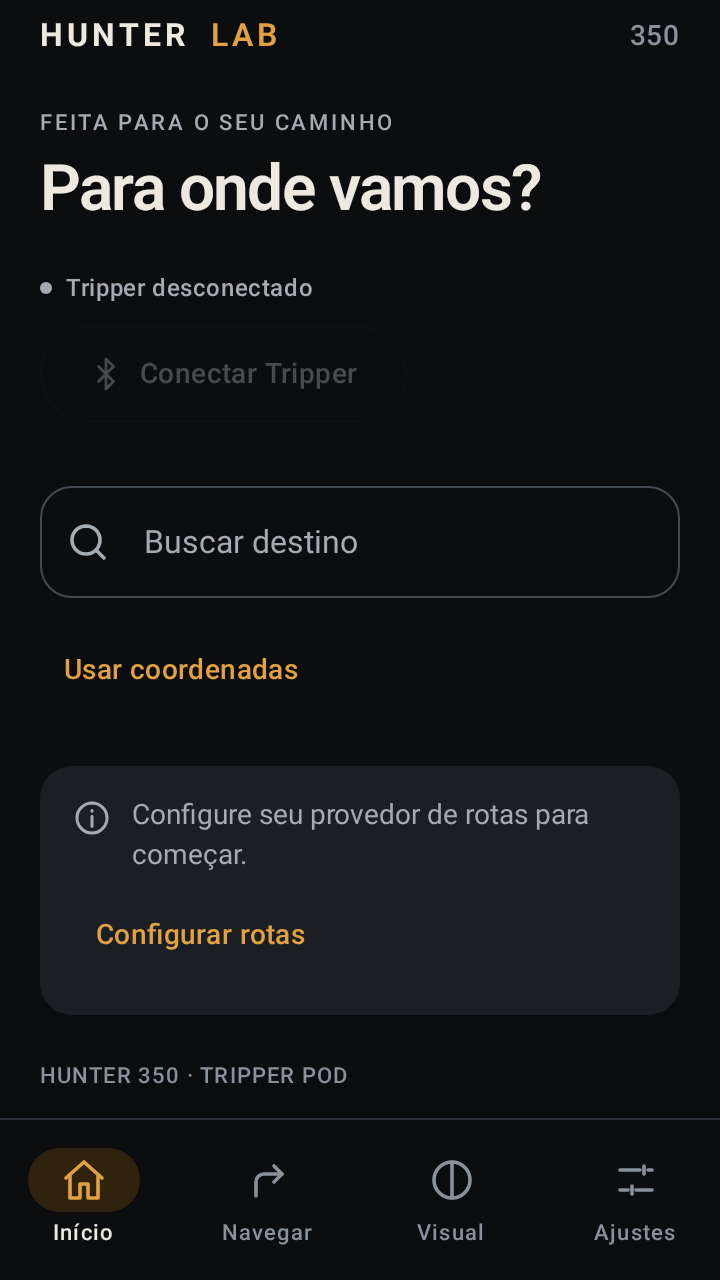 HUNTER LAB
350
FEITA PARA O SEU CAMINHO
Para onde vamos?
Tripper desconectado
Conectar Tripper
Buscar destino
Usar coordenadas
Configure seu provedor de rotas para
começar.
Configurar rotas
HUNTER 350 · TRIPPER POD
Início
Navegar
Visual
Ajustes